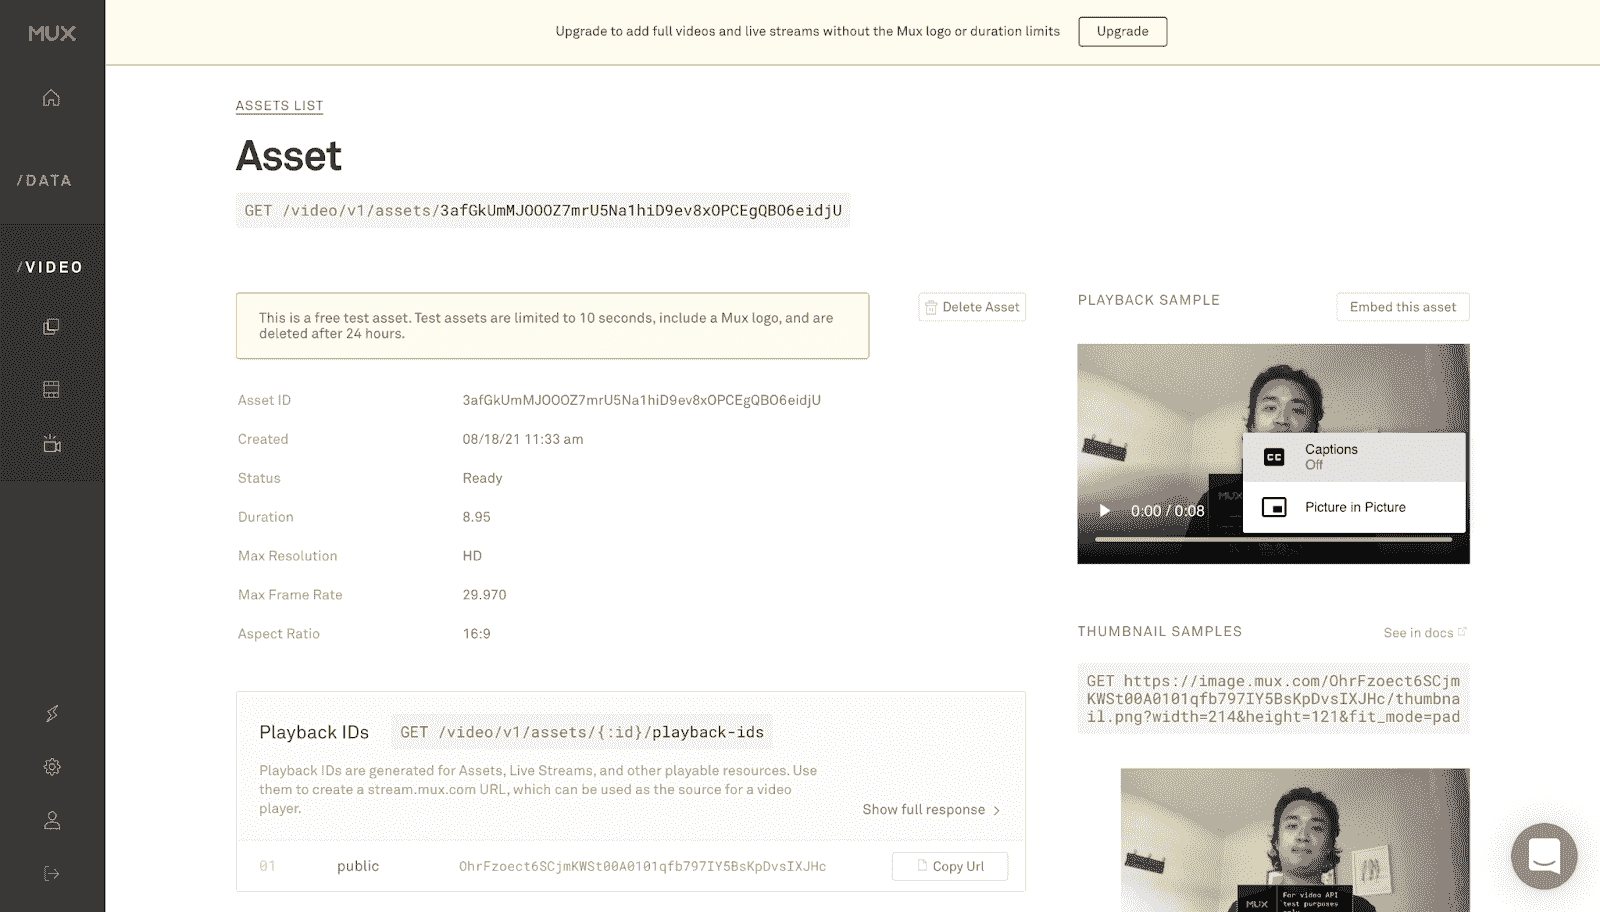 MUX
Upgrade to add full videos and live streams without the Mux logo or duration limits
Upgrade
/DATA
/VIDEO
ASSETS LIST
Asset
GET /video/v1/assets/3afGkUmMJOOOZ7mrU5Na1hiD9ev8xOPCEgQBO6eidjU
This is a free test asset. Test assets are limited to 10 seconds, include a Mux logo, and are
deleted after 24 hours.
Delete Asset
Asset ID 3afGkUmMJOOOZ7mrU5Na1hiD9ev8xOPCEgQBO6eidjU
Created 08/18/21 11:33 am
Status Ready
Duration 8.95
Max Resolution HD
Max Frame Rate 29.970
Aspect Ratio 16:9
Playback IDs GET /video/v1/assets/{:id}/playback-ids
Playback IDs are generated for Assets, Live Streams, and other playable resources. Use
them to create a stream.mux.com URL, which can be used as the source for a video
player.
Show full response
01 public OhrFzoect6SCjmKWSt00A0101qfb797IY5BsKpDvsIXJHc
Copy Url
PLAYBACK SAMPLE
Embed this asset
CC
Captions
Off
Picture in Picture
MUX
0:00 / 0:08
THUMBNAIL SAMPLES
See in docs
GET https://image.mux.com/OhrFzoect6SCjm
KWSt00A0101qfb797IY5BsKpDvsIXJHc/thumbna
il.png?width=214&height=121&fit_mode=pad
MUX
For video API
test purposes
only